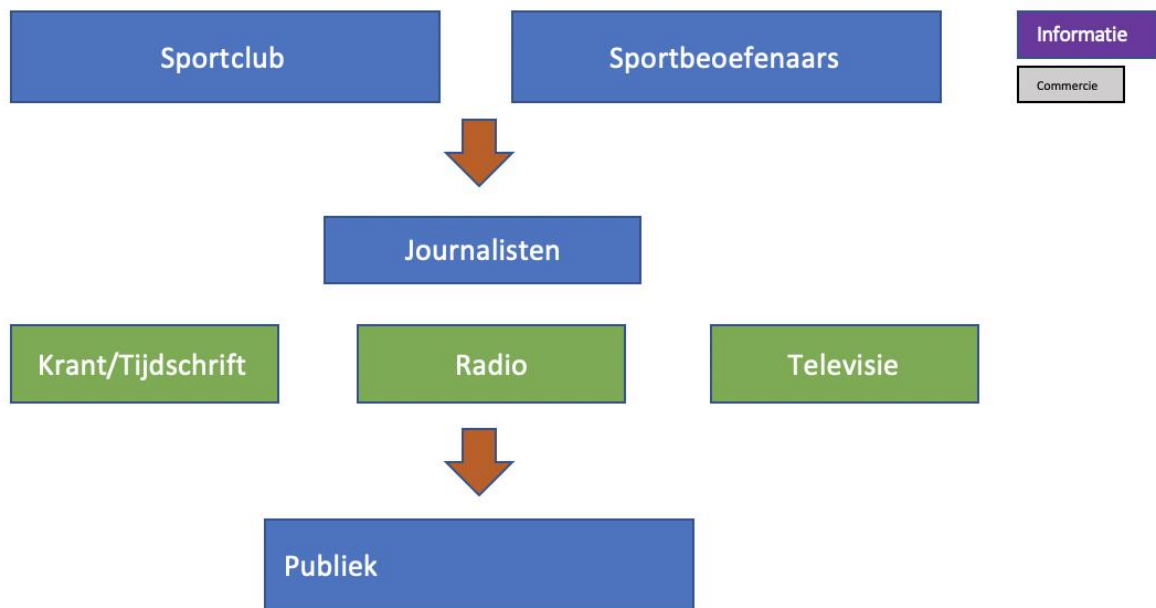 Sportclub
Sportbeoefenaars
Informatie
Commercie
Journalisten
Krant/Tijdschrift
Radio
Televisie
Publiek